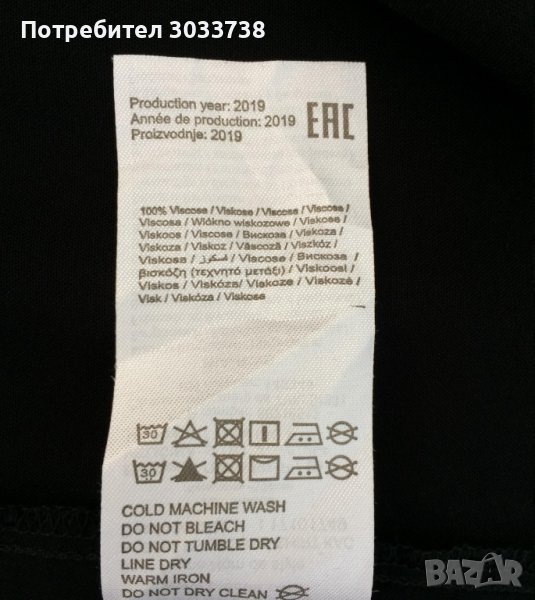 Потребител 3033738
Production year: 2019
Année de production: 2019
Proizvodnje: 2019
EAC
100% Viscose / Viskose / Viscosa / Viscose /
Viscosa / Włókno wiskozowe / Viskose /
Viskoos / Viscose / Вискоза / Viskoza /
Viskoza / Viskoz / Vâscoză / Viszkóz /
Viskosa / فسكوز / Viscose / Вискоза /
βισκόζη (τεχνητό μετάξι) / Viskoosi /
Viskos / Viskóza / Viskoze / Viskozė /
Visk / Viskóza / Viskose
30
30
COLD MACHINE WASH
DO NOT BLEACH
DO NOT TUMBLE DRY
LINE DRY
WARM IRON
DO NOT DRY CLEAN
BAZAR